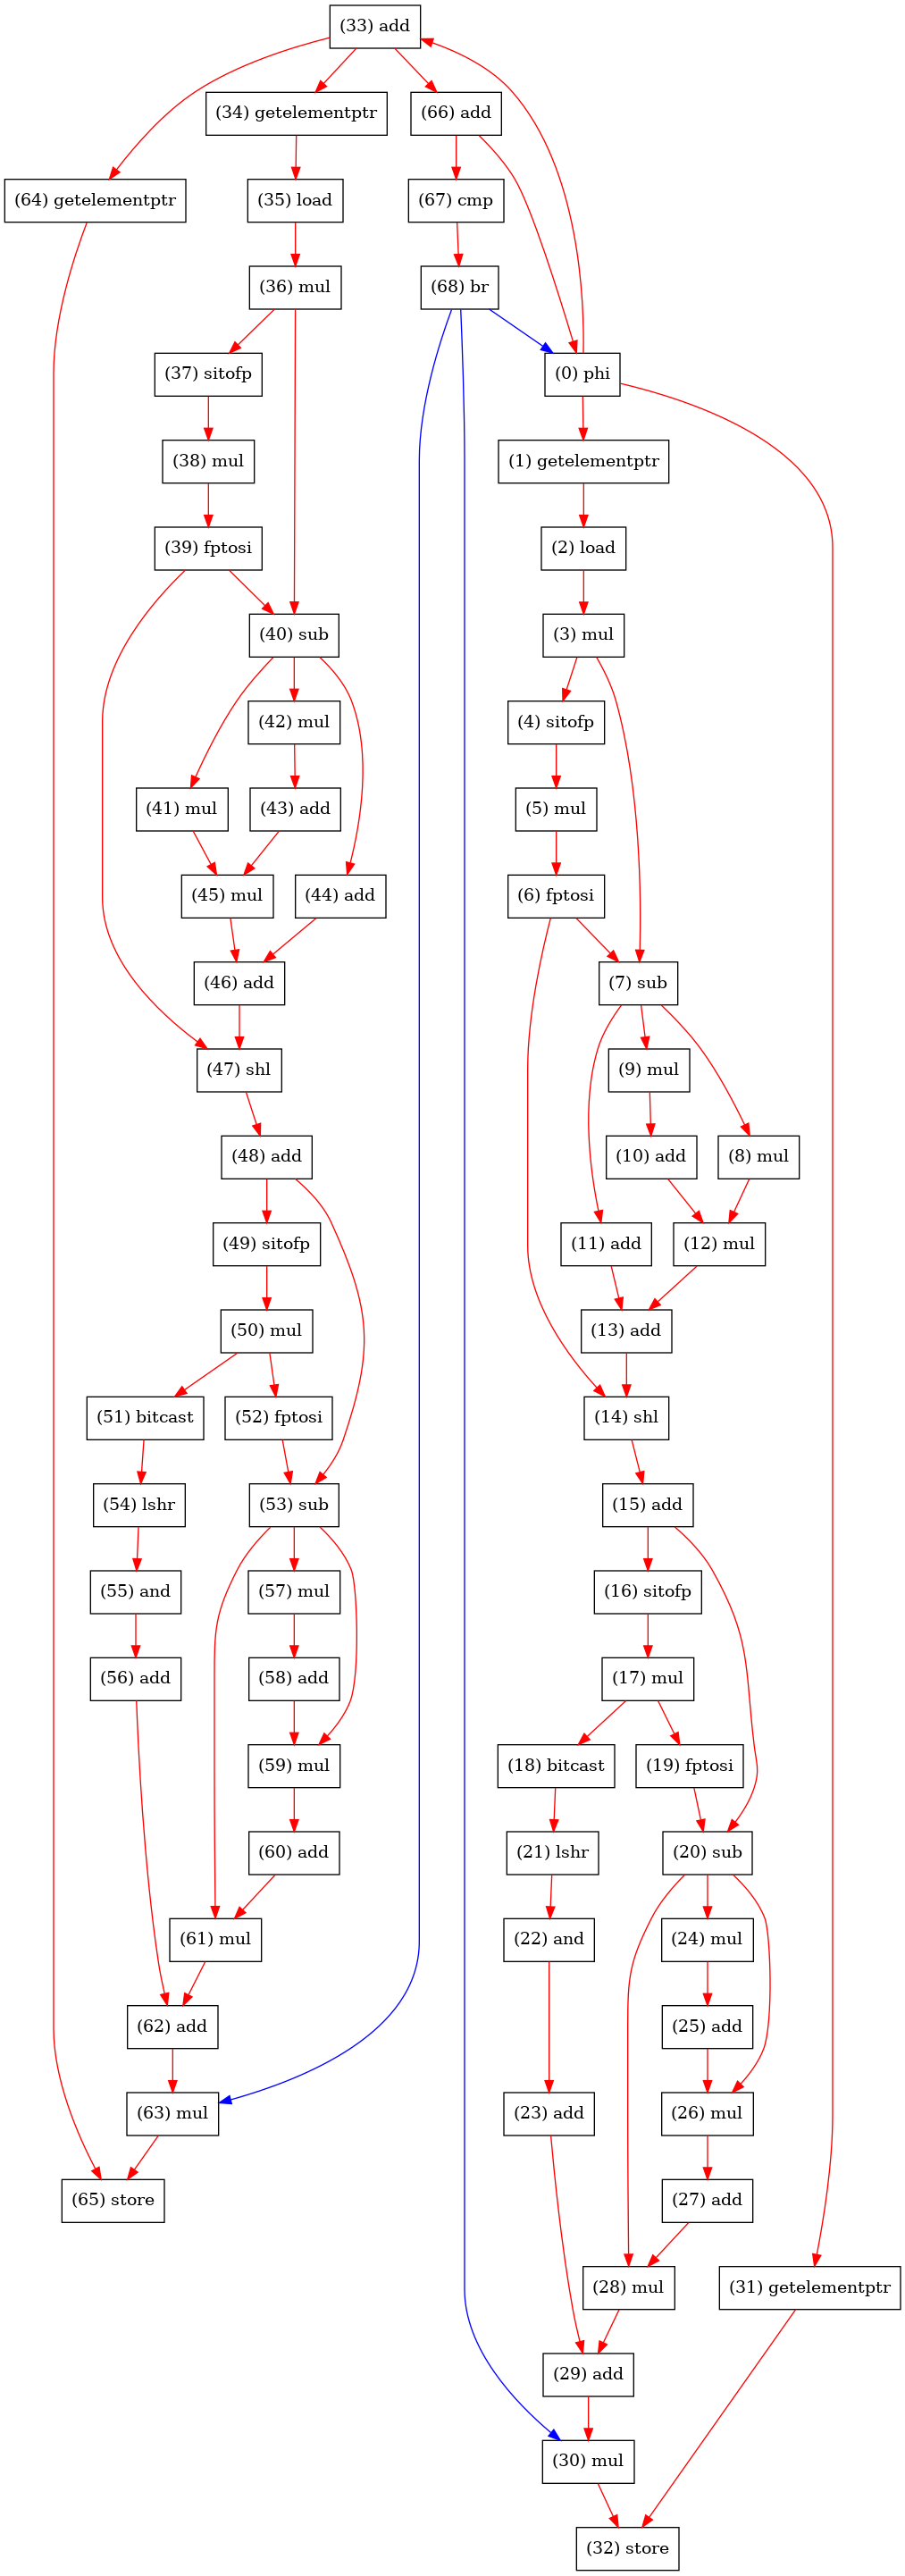 (33) add
(34) getelementptr
(66) add
(64) getelementptr
(35) load
(67) cmp
(36) mul
(68) br
(37) sitofp
(0) phi
(38) mul
(1) getelementptr
(39) fptosi
(2) load
(40) sub
(3) mul
(42) mul
(4) sitofp
(41) mul
(43) add
(5) mul
(45) mul
(44) add
(6) fptosi
(46) add
(7) sub
(47) shl
(9) mul
(48) add
(10) add
(8) mul
(49) sitofp
(11) add
(12) mul
(50) mul
(13) add
(51) bitcast
(52) fptosi
(14) shl
(54) lshr
(53) sub
(15) add
(55) and
(57) mul
(16) sitofp
(56) add
(58) add
(17) mul
(59) mul
(18) bitcast
(19) fptosi
(60) add
(21) lshr
(20) sub
(61) mul
(22) and
(24) mul
(62) add
(25) add
(63) mul
(23) add
(26) mul
(65) store
(27) add
(28) mul
(31) getelementptr
(29) add
(30) mul
(32) store